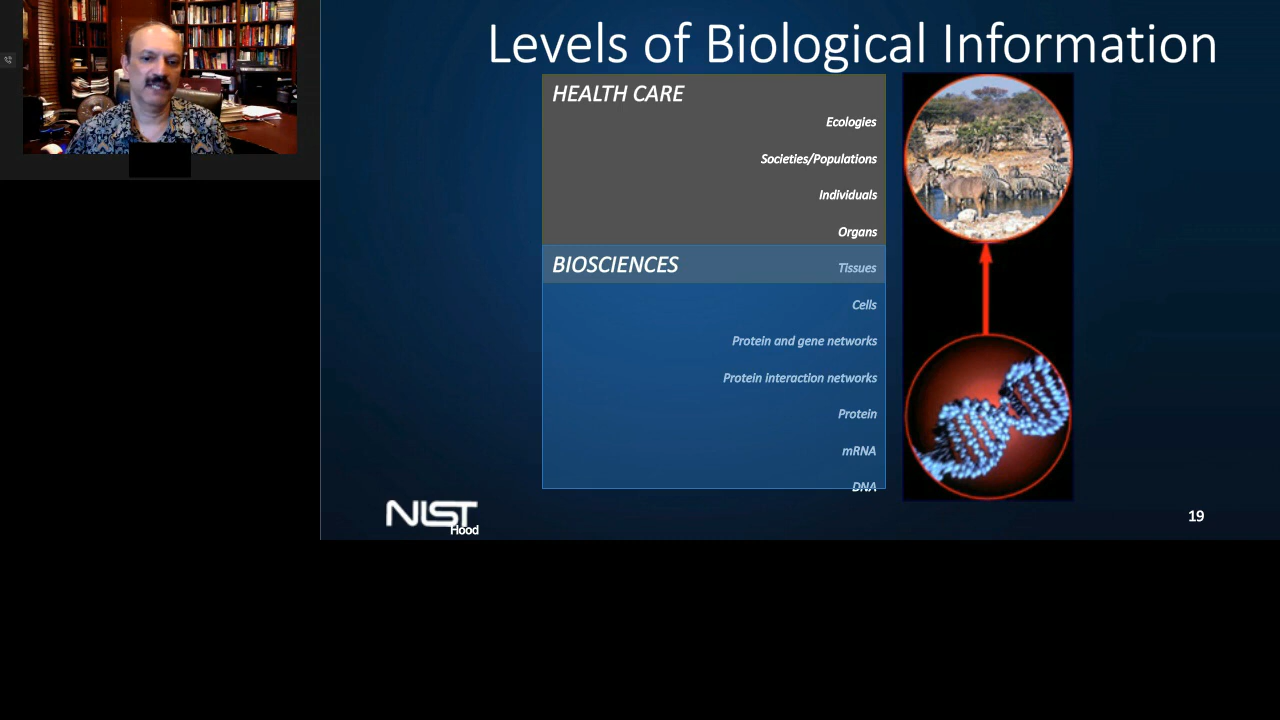 Levels of Biological Information
HEALTH CARE
Ecologies
Societies/Populations
Individuals
Organs
BIOSCIENCES
Tissues
Cells
Protein and gene networks
Protein interaction networks
Protein
mRNA
DNA
NIST
Hood
19